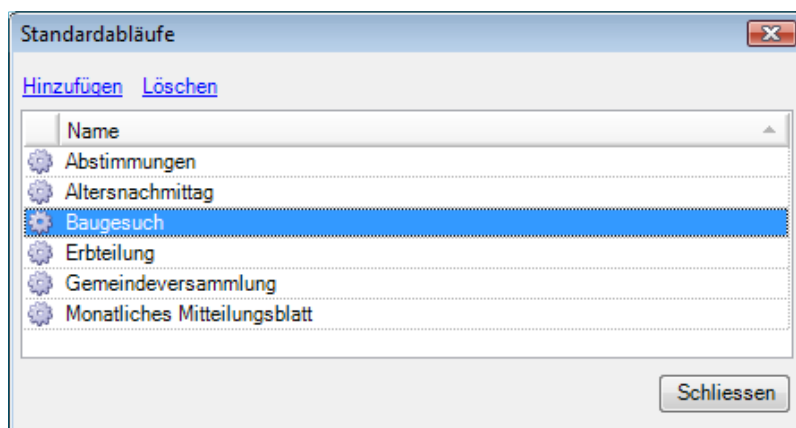 Standardabläufe
Hinzufügen Löschen
Name
Abstimmungen
Altersnachmittag
Baugesuch
Erbteilung
Gemeindeversammlung
Monatliches Mitteilungsblatt
Schliessen